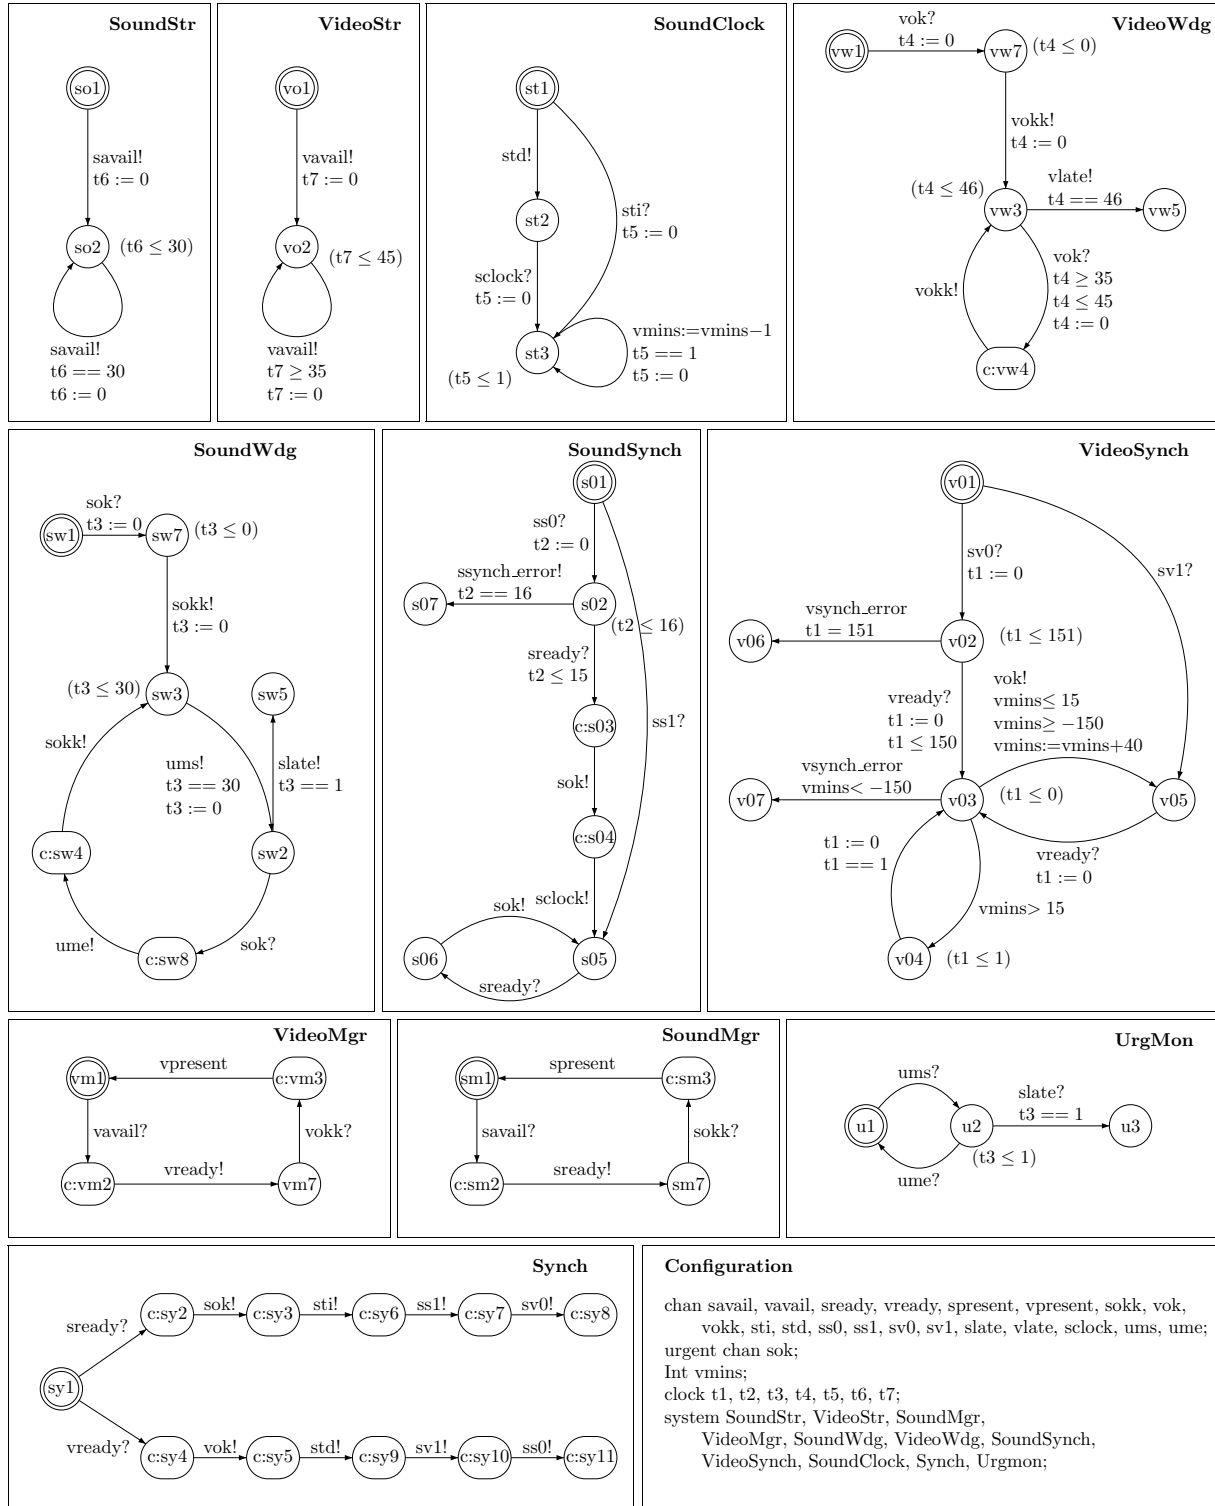 SoundStr
so1
savail!
t6 := 0
so2
(t6 ≤ 30)
savail!
t6 == 30
t6 := 0
VideoStr
vo1
vavail!
t7 := 0
vo2
(t7 ≤ 45)
vavail!
t7 ≥ 35
t7 := 0
SoundClock
st1
std!
sti?
t5 := 0
st2
sclock?
t5 := 0
st3
(t5 ≤ 1)
vmins:=vmins−1
t5 == 1
t5 := 0
VideoWdg
vw1
vok?
t4 := 0
vw7
(t4 ≤ 0)
vokk!
t4 := 0
(t4 ≤ 46)
vw3
vlate!
t4 == 46
vw5
vokk!
vok?
t4 ≥ 35
t4 ≤ 45
t4 := 0
c:vw4
SoundWdg
sw1
sok?
t3 := 0
sw7
(t3 ≤ 0)
sokk!
t3 := 0
(t3 ≤ 30)
sw3
sw5
sokk!
ums!
t3 == 30
t3 := 0
slate!
t3 == 1
c:sw4
sw2
ume!
c:sw8
sok?
SoundSynch
s01
ss0?
t2 := 0
ssynch_error!
t2 == 16
s07
s02
(t2 ≤ 16)
sready?
t2 ≤ 15
c:s03
ss1?
sok!
c:s04
sclock!
sok!
s06
s05
sready?
VideoSynch
v01
sv0?
t1 := 0
sv1?
vsynch_error
t1 = 151
v06
v02
(t1 ≤ 151)
vready?
t1 := 0
t1 ≤ 150
vok!
vmins≤ 15
vmins≥ −150
vmins:=vmins+40
vsynch_error
vmins< −150
v07
v03
(t1 ≤ 0)
v05
t1 := 0
t1 == 1
vready?
t1 := 0
vmins> 15
v04
(t1 ≤ 1)
VideoMgr
vm1
vpresent
c:vm3
vavail?
vokk?
c:vm2
vready!
vm7
SoundMgr
sm1
spresent
c:sm3
savail?
sokk?
c:sm2
sready!
sm7
UrgMon
ums?
u1
u2
slate?
t3 == 1
u3
(t3 ≤ 1)
ume?
Synch
sready?
c:sy2
sok!
c:sy3
sti!
c:sy6
ss1!
c:sy7
sv0!
c:sy8
sy1
vready?
c:sy4
vok!
c:sy5
std!
c:sy9
sv1!
c:sy10
ss0!
c:sy11
Configuration
chan savail, vavail, sready, vready, spresent, vpresent, sokk, vok,
vokk, sti, std, ss0, ss1, sv0, sv1, slate, vlate, sclock, ums, ume;
urgent chan sok;
Int vmins;
clock t1, t2, t3, t4, t5, t6, t7;
system SoundStr, VideoStr, SoundMgr,
VideoMgr, SoundWdg, VideoWdg, SoundSynch,
VideoSynch, SoundClock, Synch, Urgmon;